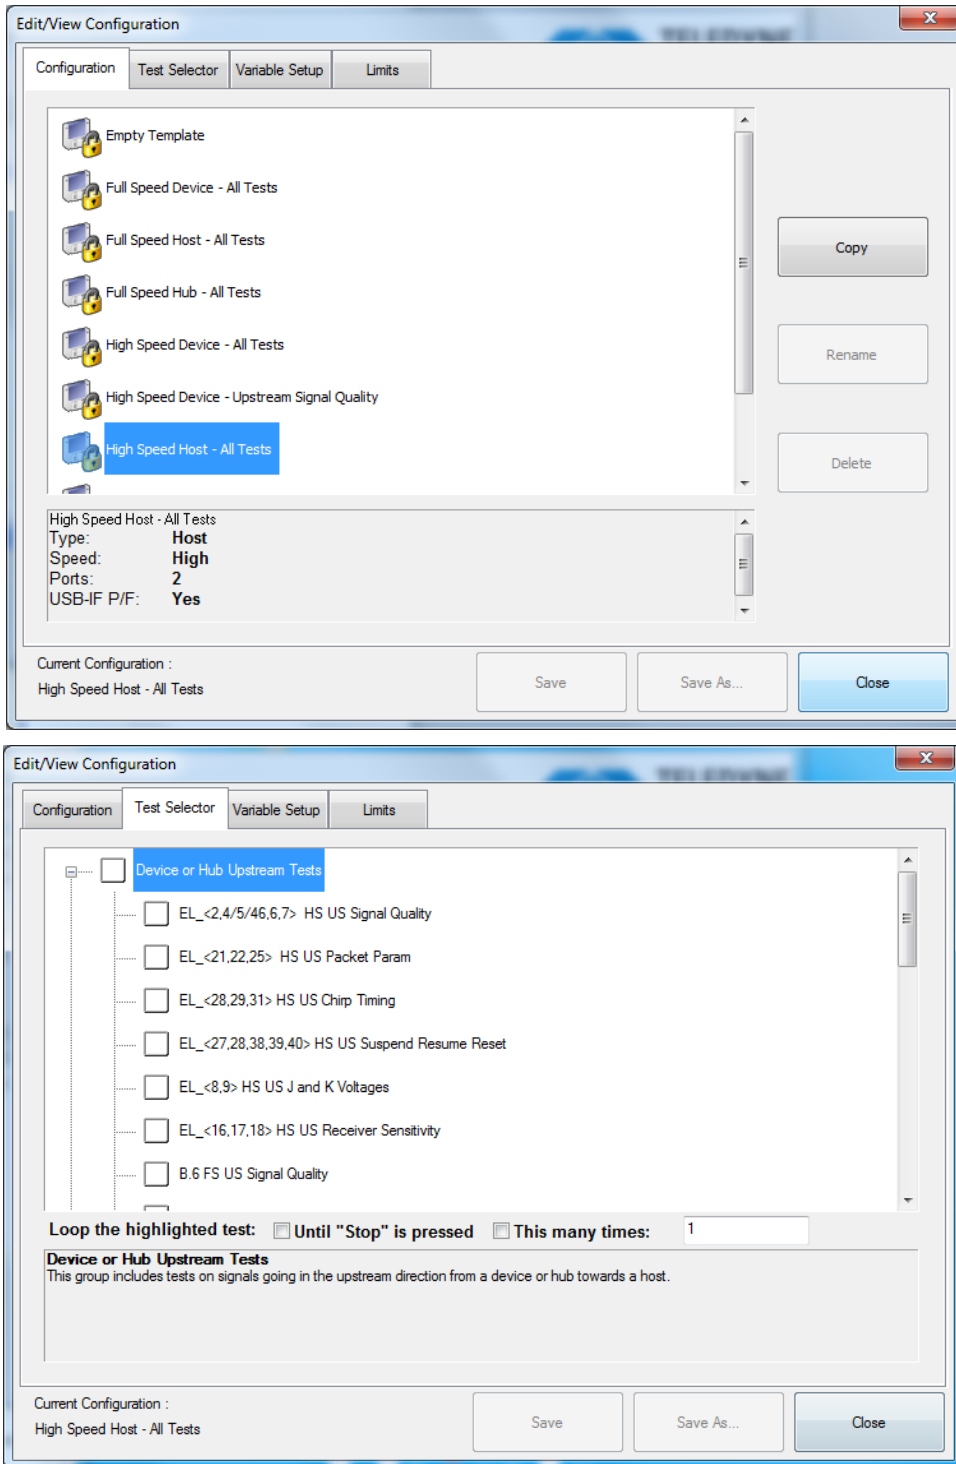 Edit/View Configuration
TELEDYNE
Configuration Test Selector Variable Setup Limits
Empty Template
Full Speed Device - All Tests
Full Speed Host - All Tests
Full Speed Hub - All Tests
High Speed Device - All Tests
High Speed Device - Upstream Signal Quality
High Speed Host - All Tests
Copy
Rename
Delete
High Speed Host - All Tests
Type: Host
Speed: High
Ports: 2
USB-IF P/F: Yes
Current Configuration :
High Speed Host - All Tests
Save Save As... Close
Edit/View Configuration
TELEDYNE
Configuration Test Selector Variable Setup Limits
Device or Hub Upstream Tests
EL_<2,4/5/46,6,7> HS US Signal Quality
EL_<21,22,25> HS US Packet Param
EL_<28,29,31> HS US Chirp Timing
EL_<27,28,38,39,40> HS US Suspend Resume Reset
EL_<8,9> HS US J and K Voltages
EL_<16,17,18> HS US Receiver Sensitivity
B.6 FS US Signal Quality
Loop the highlighted test: Until "Stop" is pressed This many times: 1
Device or Hub Upstream Tests
This group includes tests on signals going in the upstream direction from a device or hub towards a host.
Current Configuration :
High Speed Host - All Tests
Save Save As... Close